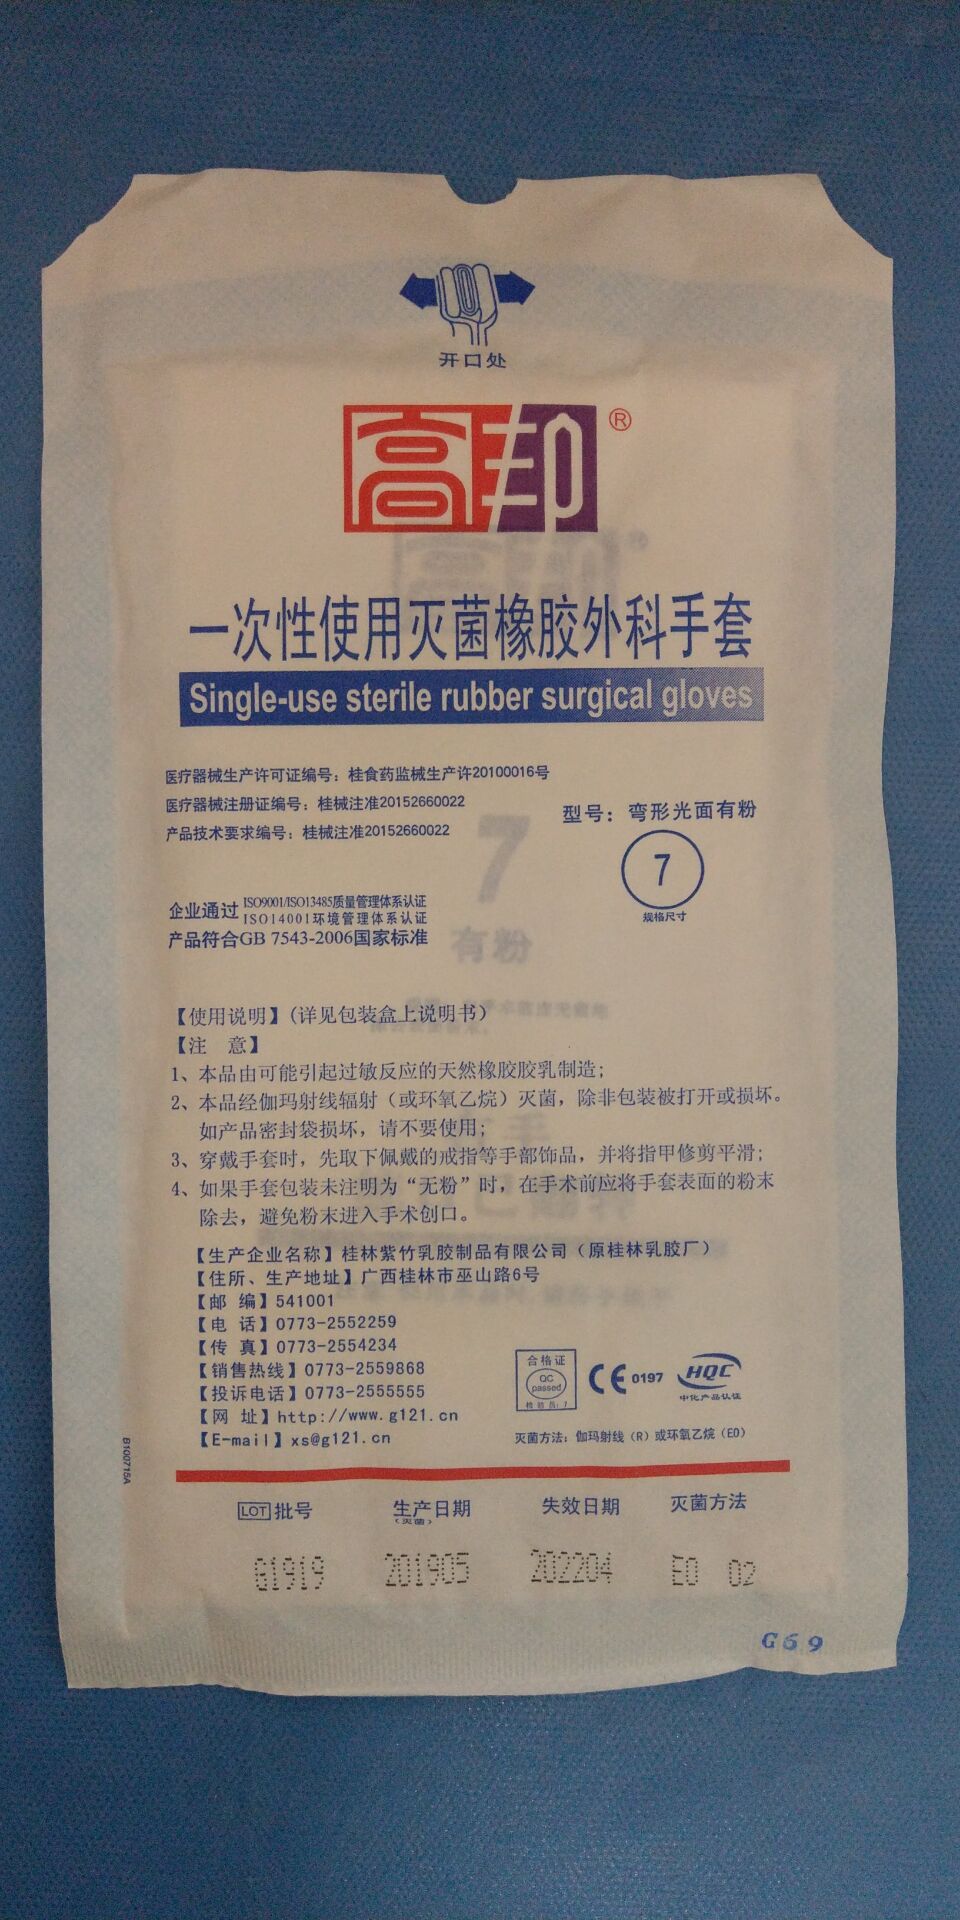 开口处
高邦®
一次性使用灭菌橡胶外科手套
Single-use sterile rubber surgical gloves
医疗器械生产许可证编号：桂食药监械生产许20100016号
医疗器械注册证编号：桂械注准20152660022
产品技术要求编号：桂械注准20152660022
型号：弯形光面有粉
7
规格尺寸
企业通过 ISO9001/ISO13485质量管理体系认证
ISO14001环境管理体系认证
产品符合GB 7543-2006国家标准
7
有粉
【使用说明】(详见包装盒上说明书)
【注 意】
1、本品由可能引起过敏反应的天然橡胶胶乳制造;
2、本品经伽玛射线辐射（或环氧乙烷）灭菌，除非包装被打开或损坏。
如产品密封袋损坏，请不要使用;
3、穿戴手套时，先取下佩戴的戒指等手部饰品，并将指甲修剪平滑;
4、如果手套包装未注明为“无粉”时，在手术前应将手套表面的粉末
除去，避免粉末进入手术创口。
【生产企业名称】桂林紫竹乳胶制品有限公司（原桂林乳胶厂）
【住所、生产地址】广西桂林市巫山路6号
【邮 编】541001
【电 话】0773-2552259
【传 真】0773-2554234
【销售热线】0773-2559868
【投诉电话】0773-2555555
【网 址】http://www.g121.cn
【E-mail】xs@g121.cn
合格证
QC
passed
检验员:7
CE 0197
HQC
中化产品认证
灭菌方法：伽玛射线（R）或环氧乙烷（EO）
B100715A
LOT 批号 生产日期 失效日期 灭菌方法
（灭菌）
G1919 201905 202204 EO 02
G69